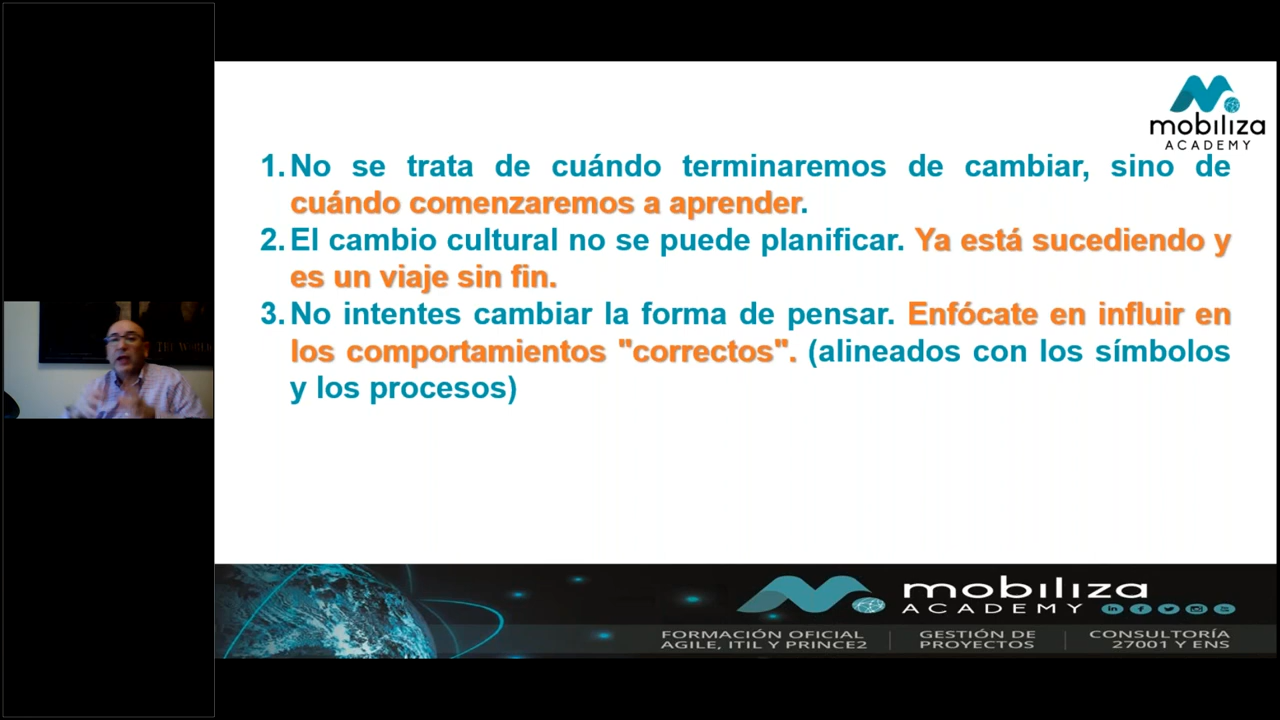 mobiliza
ACADEMY
1. No se trata de cuándo terminaremos de cambiar, sino de
cuándo comenzaremos a aprender.
2. El cambio cultural no se puede planificar. Ya está sucediendo y
es un viaje sin fin.
3. No intentes cambiar la forma de pensar. Enfócate en influir en
los comportamientos "correctos". (alineados con los símbolos
y los procesos)
mobiliza
ACADEMY
FORMACIÓN OFICIAL
AGILE, ITIL Y PRINCE2
GESTIÓN DE
PROYECTOS
CONSULTORÍA
27001 Y ENS